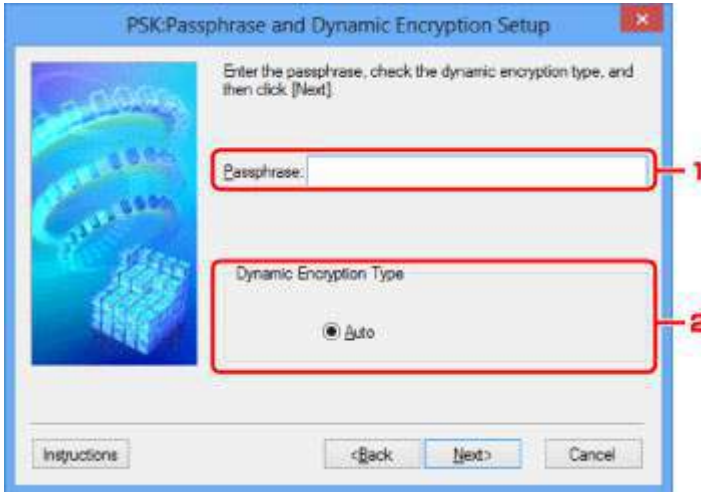 PSK:Passphrase and Dynamic Encryption Setup
Enter the passphrase, check the dynamic encryption type, and
then click [Next].
Passphrase:
1
Dynamic Encryption Type
Auto
2
Instructions
<Back
Next>
Cancel